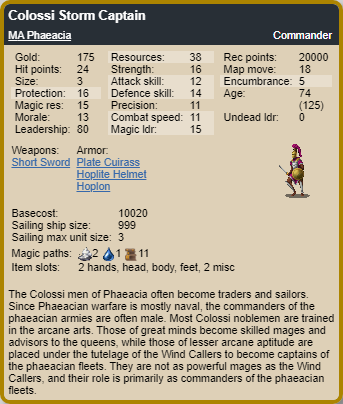 Colossi Storm Captain
MA Phaeacia Commander
Gold: 175 Resources: 38 Rec points: 20000
Hit points: 24 Strength: 16 Map move: 18
Size: 3 Attack skill: 12 Encumbrance: 5
Protection: 16 Defence skill: 14 Age: 74
Magic res: 15 Precision: 11 (125)
Morale: 13 Combat speed: 11 Undead ldr: 0
Leadership: 80 Magic ldr: 15
Weapons: Armor:
Short Sword Plate Cuirass
Hoplite Helmet
Hoplon
Basecost: 10020
Sailing ship size: 999
Sailing max unit size: 3
Magic paths: 2 1 11
Item slots: 2 hands, head, body, feet, 2 misc
The Colossi men of Phaeacia often become traders and sailors.
Since Phaeacian warfare is mostly naval, the commanders of the
phaeacian armies are often male. Most Colossi noblemen are trained
in the arcane arts. Those of great minds become skilled mages and
advisors to the queens, while those of lesser arcane aptitude are
placed under the tutelage of the Wind Callers to become captains of
the phaeacian fleets. They are not as powerful mages as the Wind
Callers, and their role is primarily as commanders of the phaeacian
fleets.